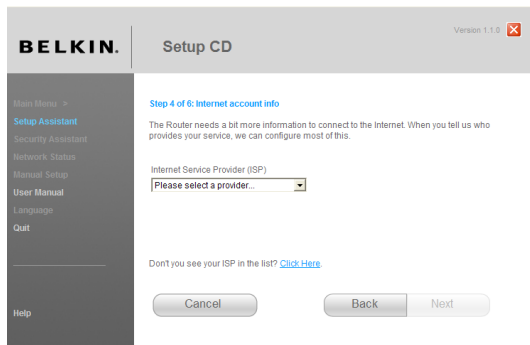 Version 1.1.0
BELKIN.
Setup CD
Main Menu >
Setup Assistant
Security Assistant
Network Status
Manual Setup
User Manual
Language
Quit
Help
Step 4 of 6: Internet account info
The Router needs a bit more information to connect to the Internet. When you tell us who
provides your service, we can configure most of this.
Internet Service Provider (ISP)
Please select a provider...
Don't you see your ISP in the list? Click Here.
Cancel
Back
Next